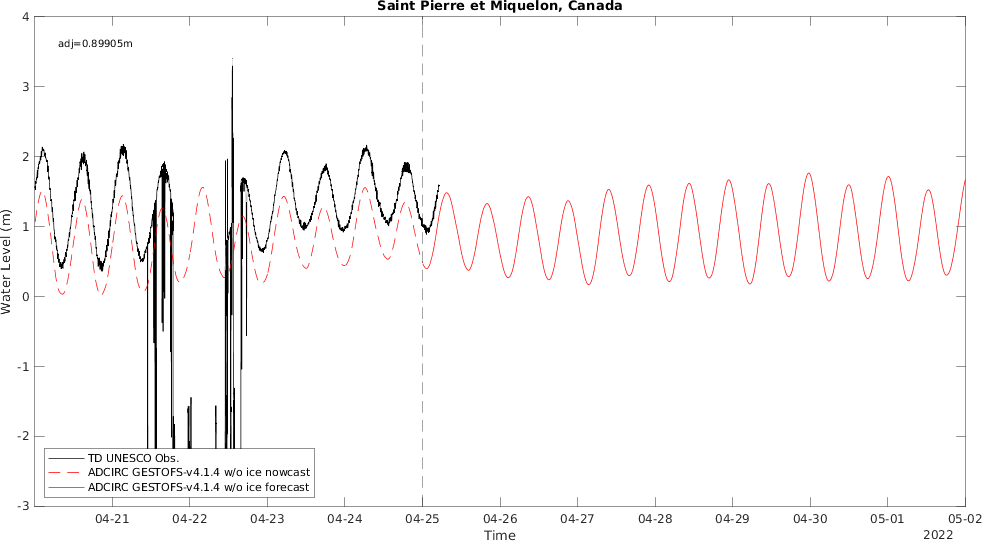 Saint Pierre et Miquelon, Canada
adj=0.89905m
4
3
2
1
0
-1
-2
-3
Water Level (m)
TD UNESCO Obs.
ADCIRC GESTOFS-v4.1.4 w/o ice nowcast
ADCIRC GESTOFS-v4.1.4 w/o ice forecast
04-21 04-22 04-23 04-24 04-25 04-26 04-27 04-28 04-29 04-30 05-01 05-02
Time
2022